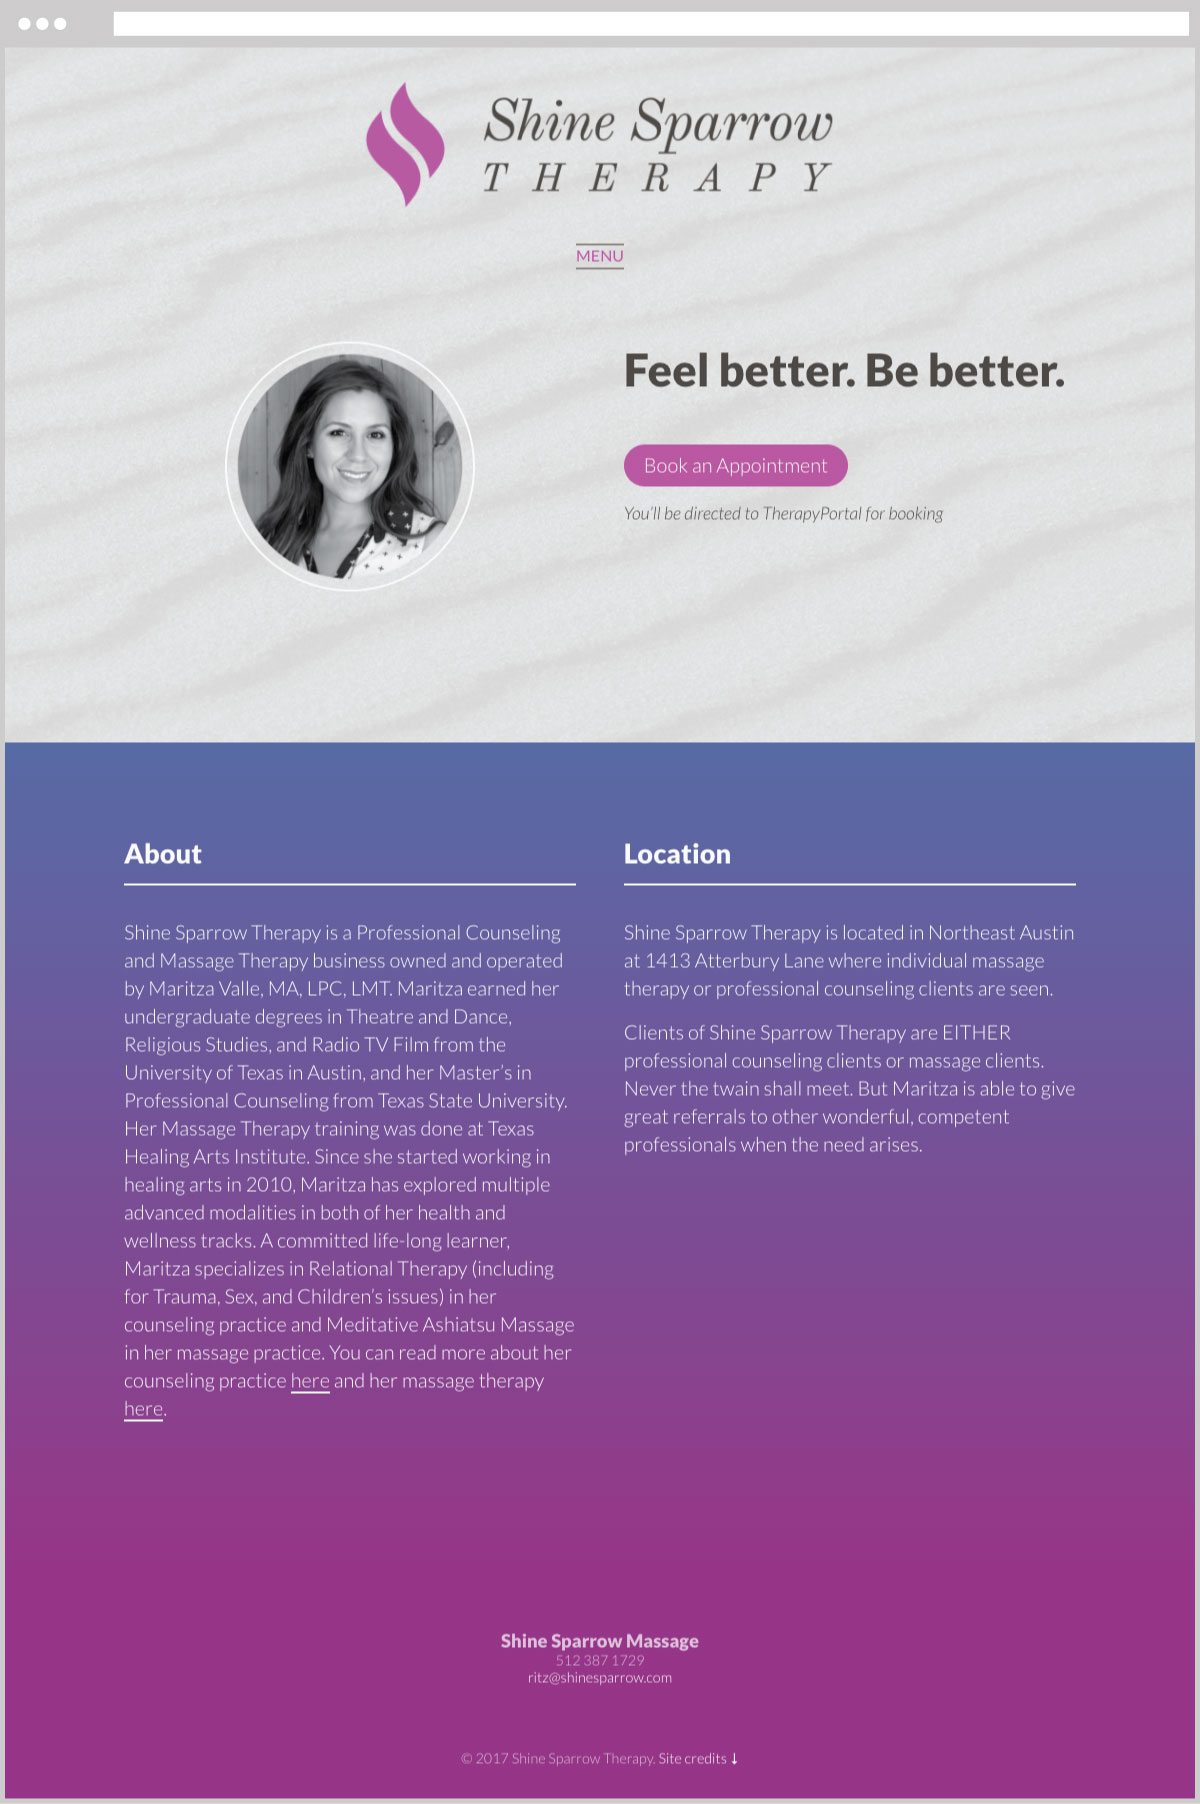 Shine Sparrow
THERAPY
MENU
Feel better. Be better.
Book an Appointment
You'll be directed to TherapyPortal for booking
About
Shine Sparrow Therapy is a Professional Counseling
and Massage Therapy business owned and operated
by Maritza Valle, MA, LPC, LMT. Maritza earned her
undergraduate degrees in Theatre and Dance,
Religious Studies, and Radio TV Film from the
University of Texas in Austin, and her Master’s in
Professional Counseling from Texas State University.
Her Massage Therapy training was done at Texas
Healing Arts Institute. Since she started working in
healing arts in 2010, Maritza has explored multiple
advanced modalities in both of her health and
wellness tracks. A committed life-long learner,
Maritza specializes in Relational Therapy (including
for Trauma, Sex, and Children’s issues) in her
counseling practice and Meditative Ashiatsu Massage
in her massage practice. You can read more about her
counseling practice here and her massage therapy
here.
Location
Shine Sparrow Therapy is located in Northeast Austin
at 1413 Atterbury Lane where individual massage
therapy or professional counseling clients are seen.
Clients of Shine Sparrow Therapy are EITHER
professional counseling clients or massage clients.
Never the twain shall meet. But Maritza is able to give
great referrals to other wonderful, competent
professionals when the need arises.
Shine Sparrow Massage
512 387 1729
ritz@shinesparrow.com
© 2017 Shine Sparrow Therapy. Site credits ↓